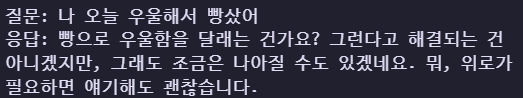 질문: 나 오늘 우울해서 빵샀어
응답: 빵으로 우울함을 달래는 건가요? 그런다고 해결되는 건
아니겠지만, 그래도 조금은 나아질 수도 있겠네요. 뭐, 위로가
필요하면 얘기해도 괜찮습니다.